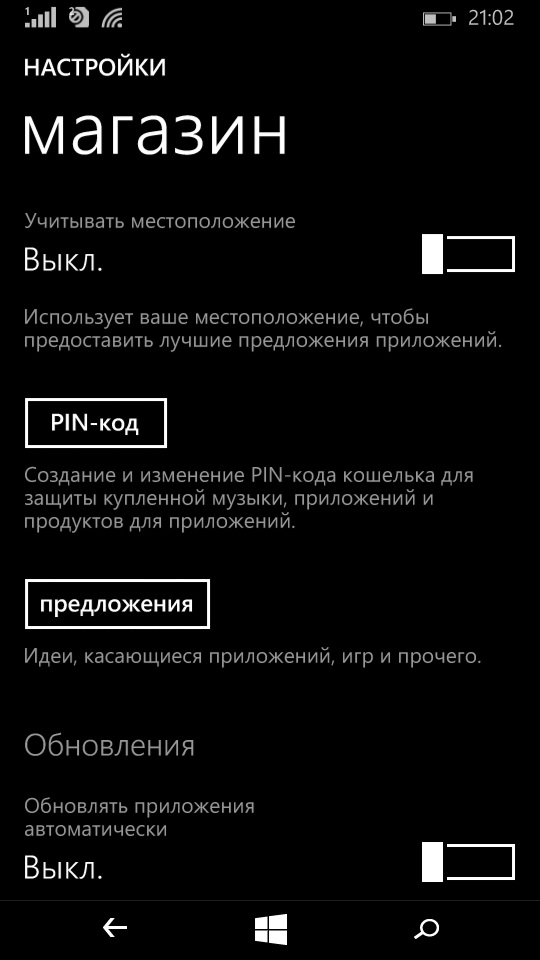 1 2 21:02
НАСТРОЙКИ
магазин
Учитывать местоположение
Выкл.
Использует ваше местоположение, чтобы
предоставить лучшие предложения приложений.
PIN-код
Создание и изменение PIN-кода кошелька для
защиты купленной музыки, приложений и
продуктов для приложений.
предложения
Идеи, касающиеся приложений, игр и прочего.
Обновления
Обновлять приложения
автоматически
Выкл.